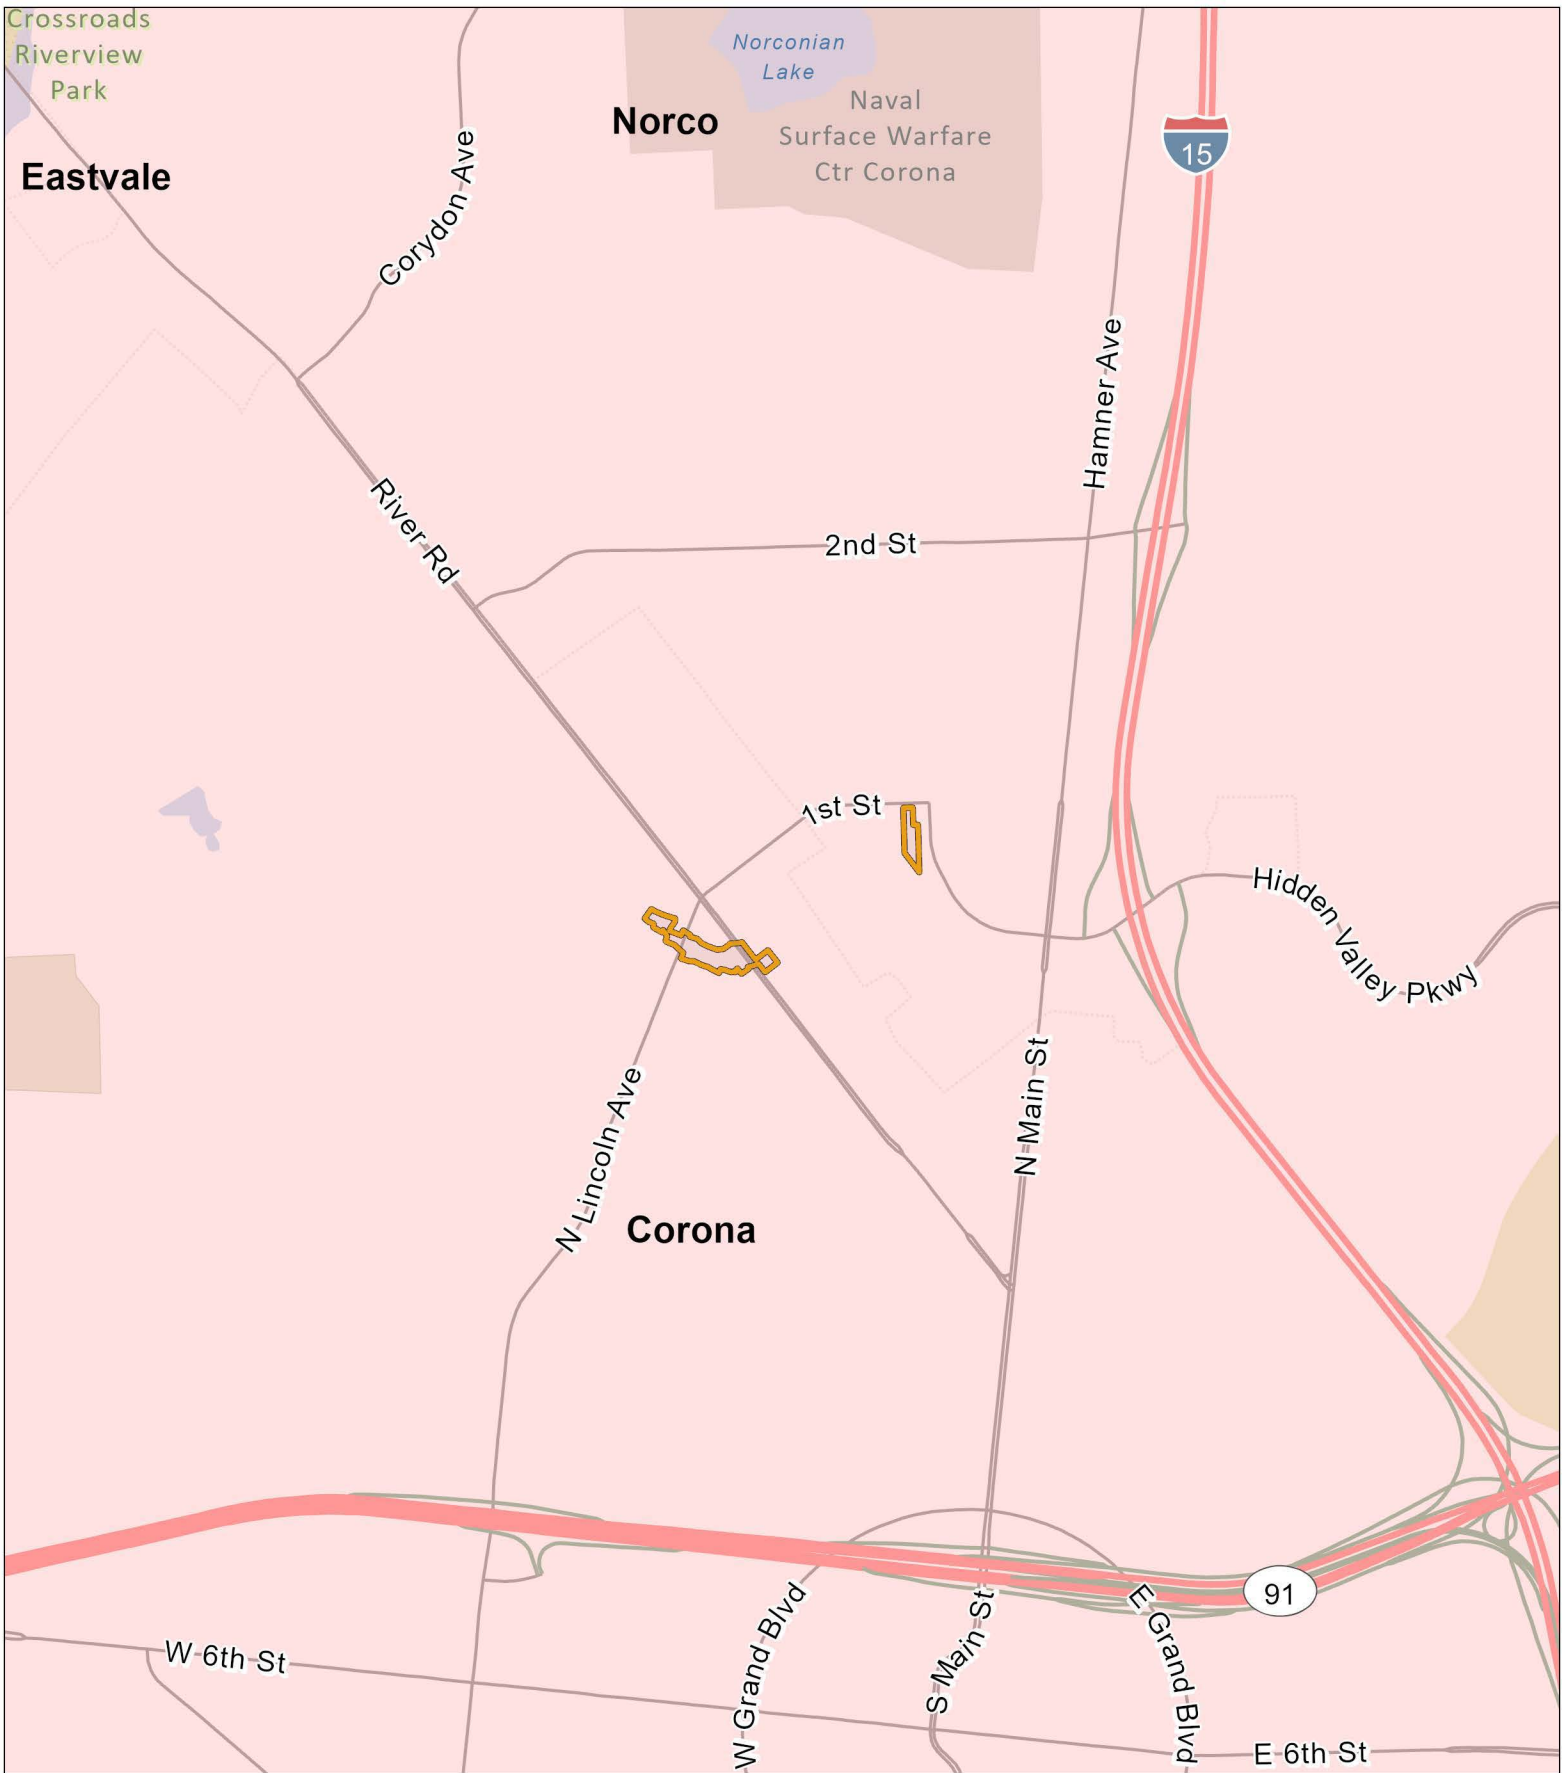 Crossroads
Riverview
Park
Norconian
Lake
Naval
Surface Warfare
Ctr Corona
Norco
15
Eastvale
Corydon Ave
Hamner Ave
River Rd
2nd St
1st St
Hidden Valley Pkwy
N Main St
N Lincoln Ave
Corona
91
W 6th St
W Grand Blvd
S Main St
E Grand Blvd
E 6th St